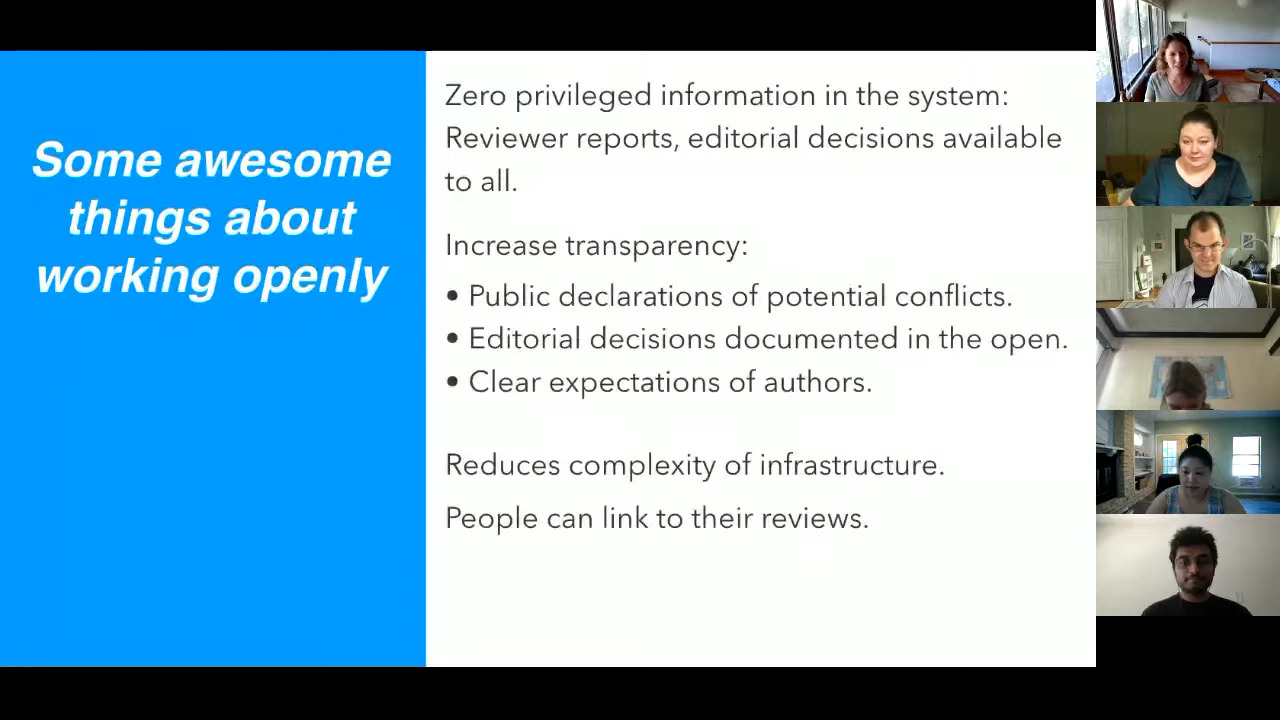 Some awesome
things about
working openly
Zero privileged information in the system:
Reviewer reports, editorial decisions available
to all.
Increase transparency:
• Public declarations of potential conflicts.
• Editorial decisions documented in the open.
• Clear expectations of authors.
Reduces complexity of infrastructure.
People can link to their reviews.